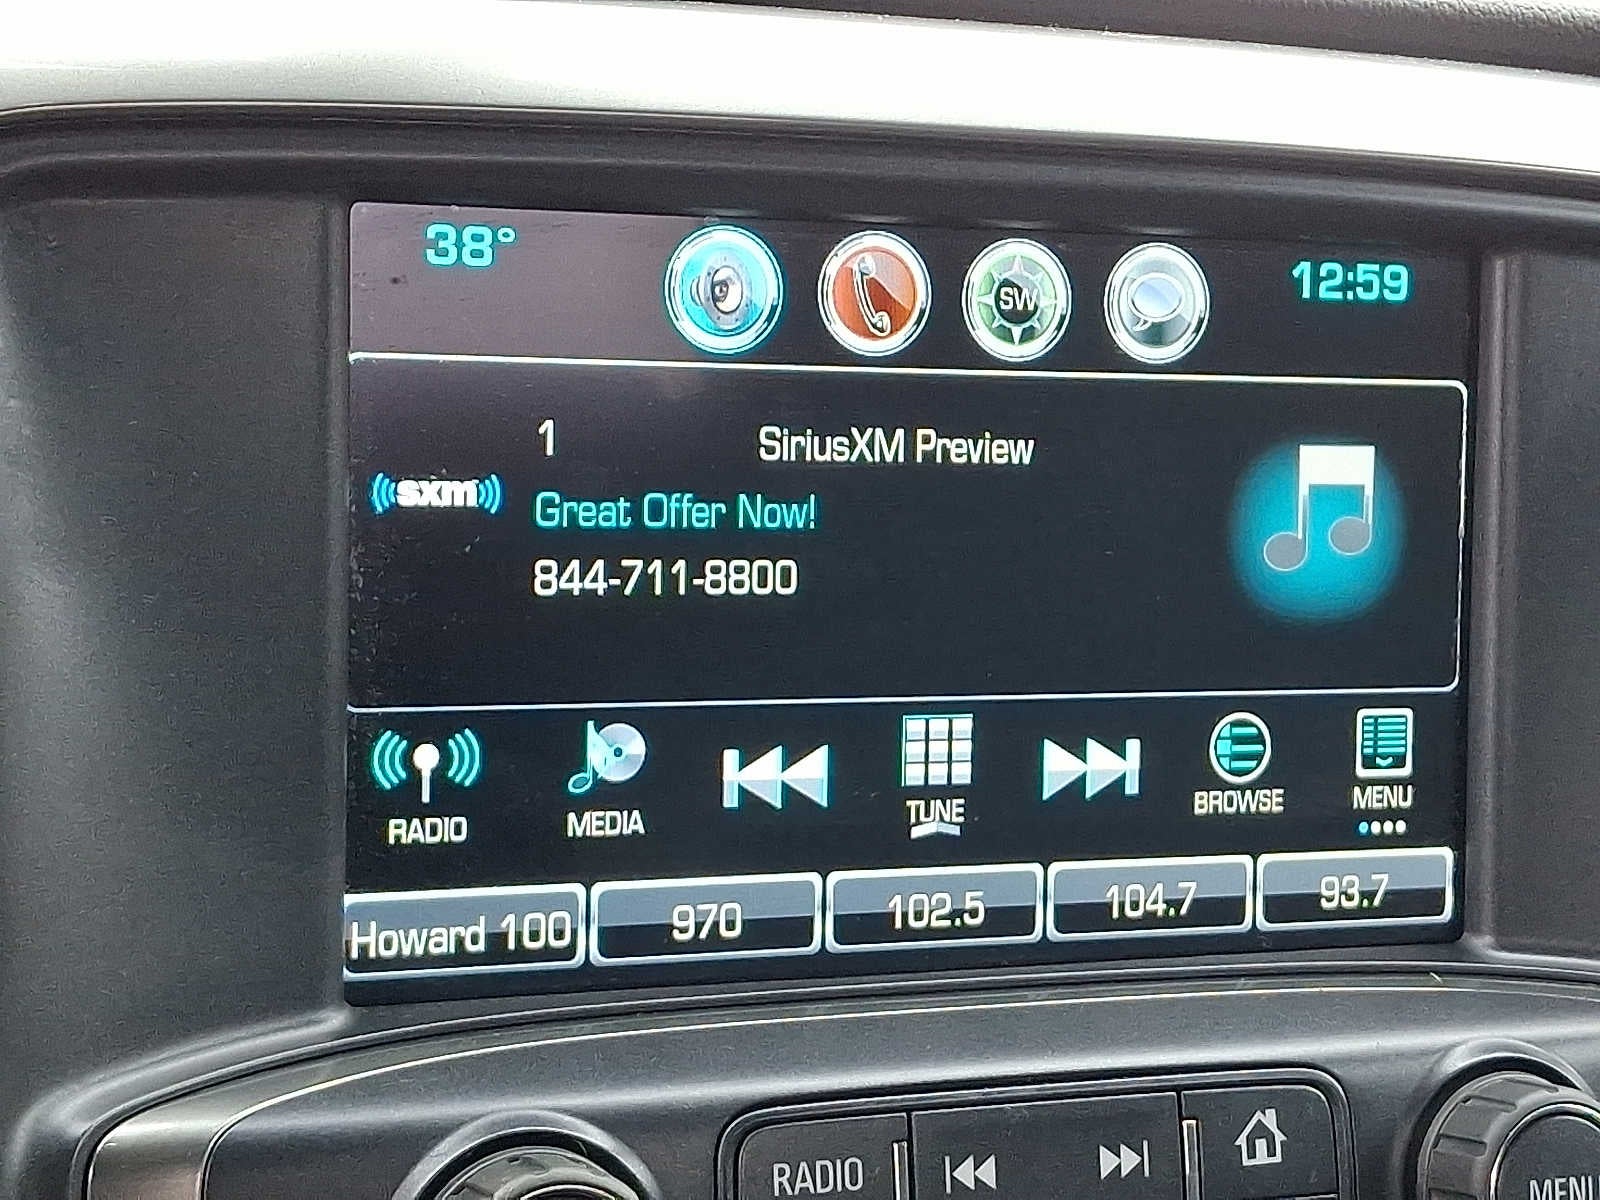 38°
SW
12:59
1
SiriusXM Preview
sxm
Great Offer Now!
844-711-8800
RADIO
MEDIA
TUNE
BROWSE
MENU
Howard 100
970
102.5
104.7
93.7
RADIO
MENU